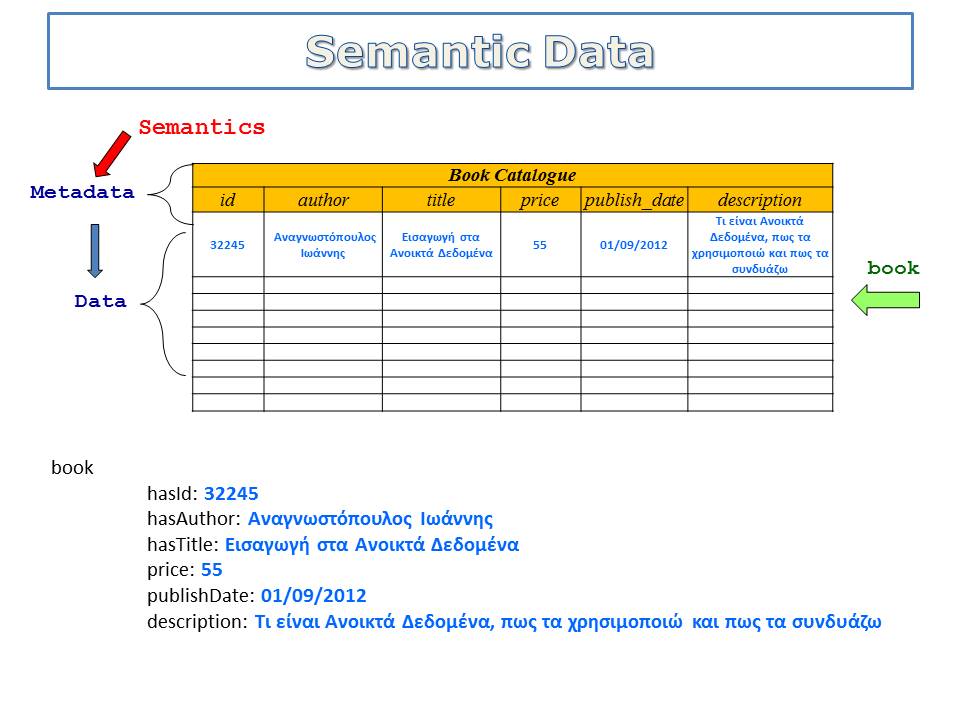 Semantic Data
Semantics
Metadata
Data
Book Catalogue
id author title price publish_date description
32245 Αναγνωστόπουλος Ιωάννης Εισαγωγή στα Ανοικτά Δεδομένα 55 01/09/2012 Τι είναι Ανοικτά Δεδομένα, πως τα χρησιμοποιώ και πως τα συνδυάζω
book
book
hasId: 32245
hasAuthor: Αναγνωστόπουλος Ιωάννης
hasTitle: Εισαγωγή στα Ανοικτά Δεδομένα
price: 55
publishDate: 01/09/2012
description: Τι είναι Ανοικτά Δεδομένα, πως τα χρησιμοποιώ και πως τα συνδυάζω